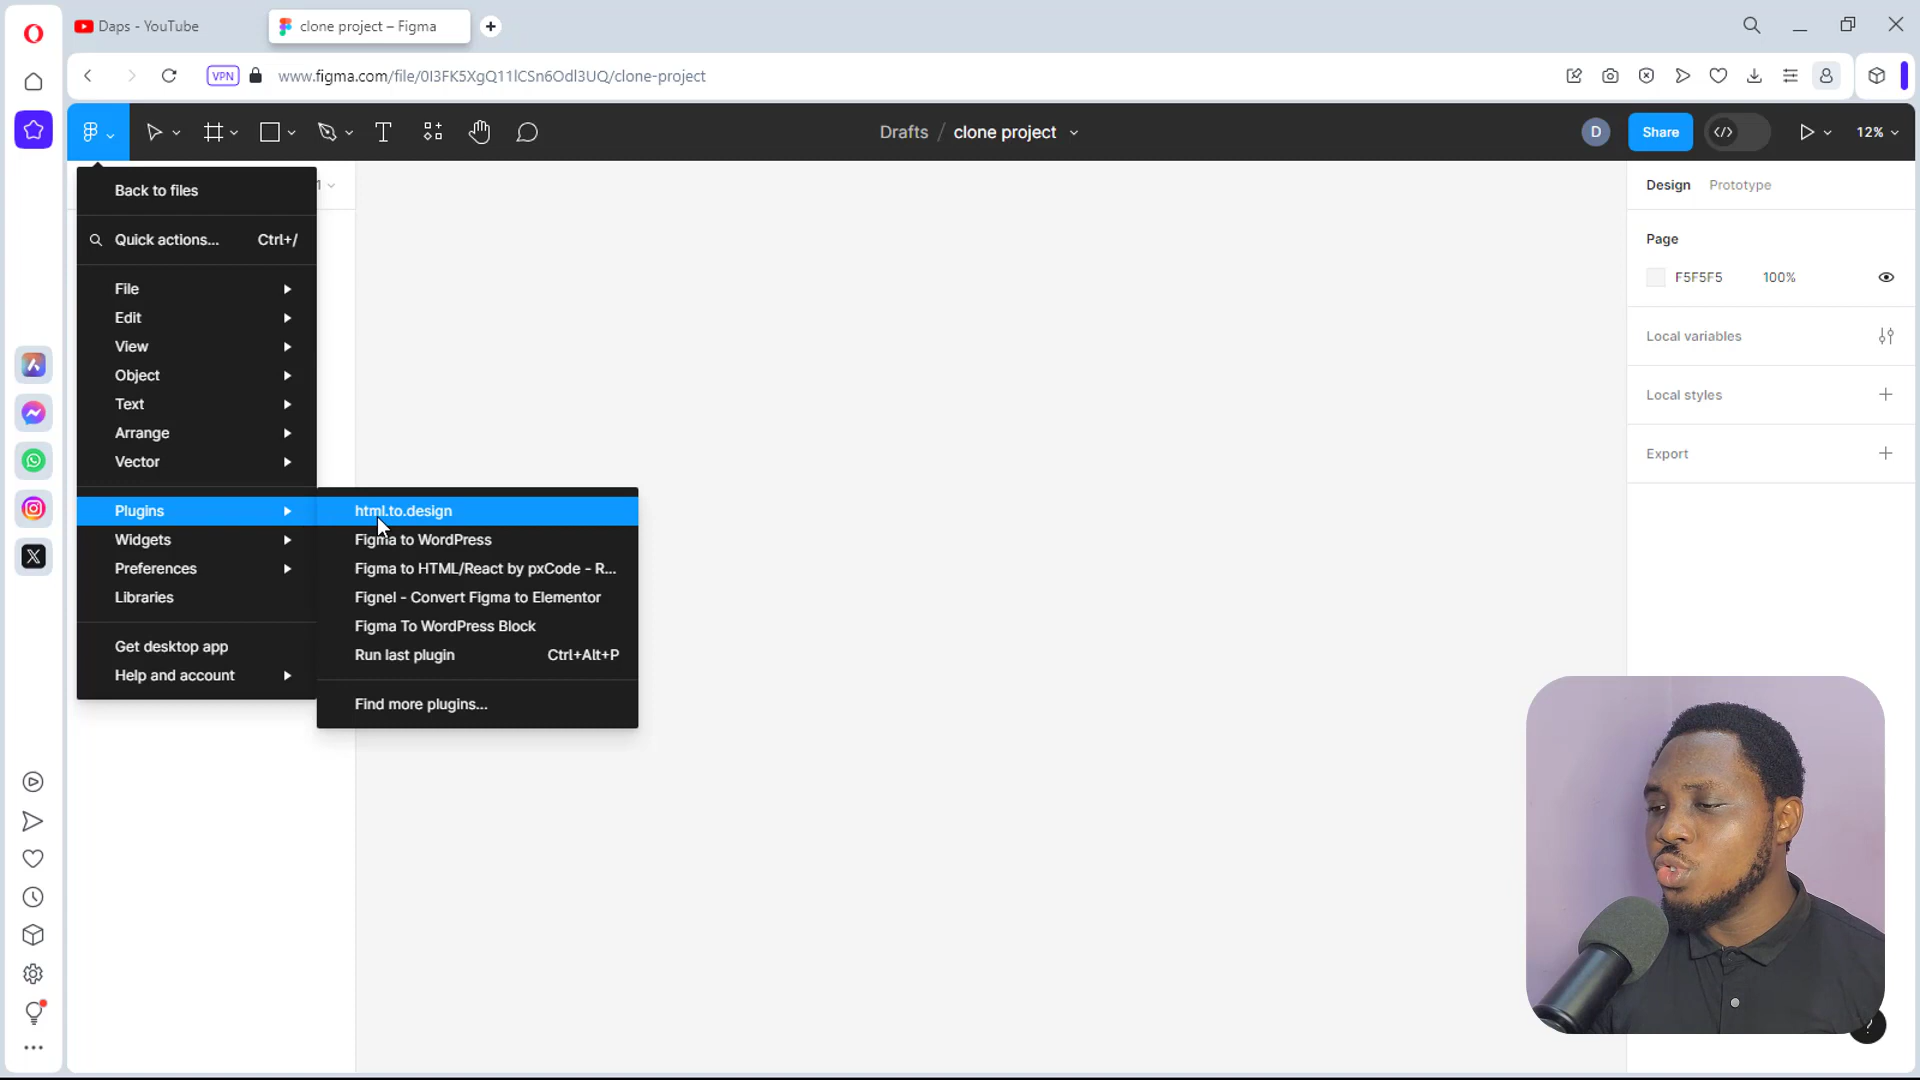 Daps - YouTube
clone project – Figma
VPN
www.figma.com/file/0I3FK5XgQ11lCSn6Odl3UQ/clone-project
Drafts / clone project
D
Share
12%
Back to files
Quick actions... Ctrl+/
File
Edit
View
Object
Text
Arrange
Vector
Plugins
Widgets
Preferences
Libraries
Get desktop app
Help and account
html.to.design
Figma to WordPress
Figma to HTML/React by pxCode - R...
Fignel - Convert Figma to Elementor
Figma To WordPress Block
Run last plugin Ctrl+Alt+P
Find more plugins...
Design Prototype
Page
F5F5F5 100%
Local variables
Local styles
Export